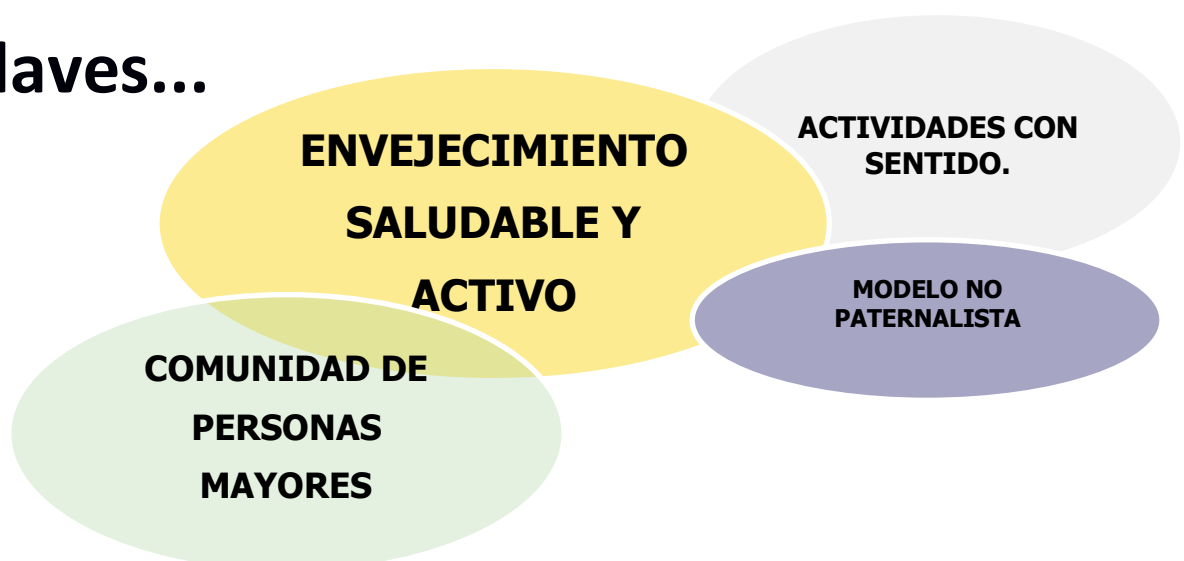 laves...
ENVEJECIMIENTO
SALUDABLE Y
ACTIVO
ACTIVIDADES CON
SENTIDO.
MODELO NO
PATERNALISTA
COMUNIDAD DE
PERSONAS
MAYORES